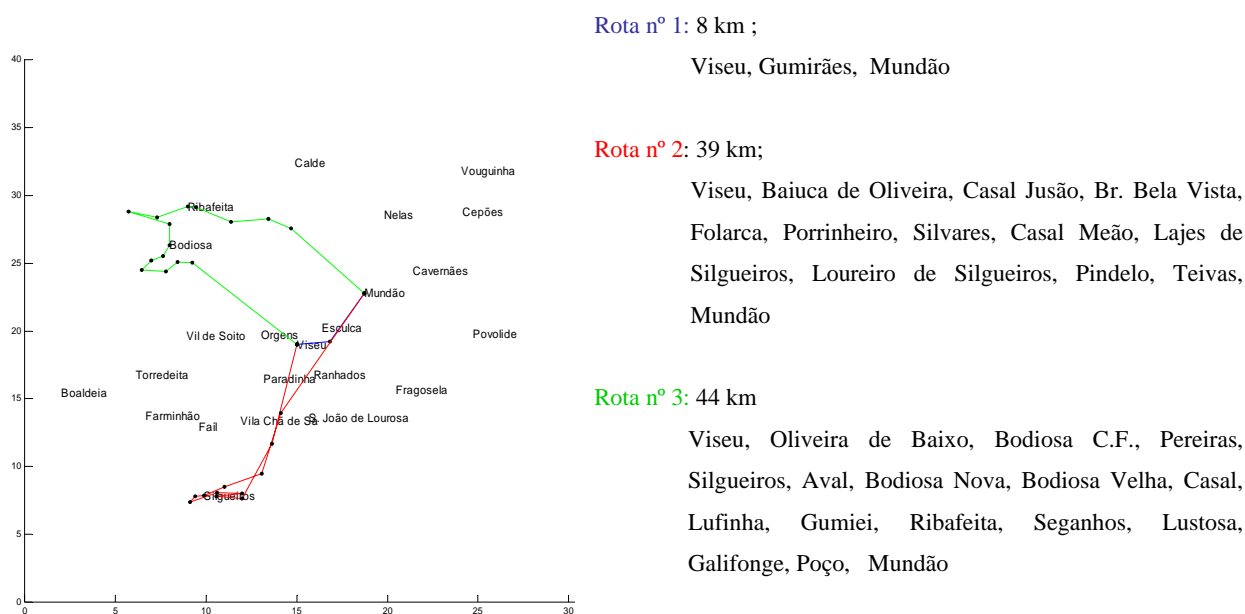 40
35
30
25
20
15
10
5
0
0 5 10 15 20 25 30
Calde
Vouguinha
Ribafeita
Nelas
Cepões
Bodiosa
Cavernães
Mundão
Esculca
Vil de Soito
Orgens
Povolide
Viseu
Torredeita
Paradinha
Ranhados
Boaldeia
Fragosela
Farminhão
Fail
Vila Chã de Sá
S. João de Lourosa
Silgueiros
Rota nº 1: 8 km ;
Viseu, Gumirães, Mundão
Rota nº 2: 39 km;
Viseu, Baiuca de Oliveira, Casal Jusão, Br. Bela Vista,
Folarca, Porrinheiro, Silvares, Casal Meão, Lajes de
Silgueiros, Loureiro de Silgueiros, Pindelo, Teivas,
Mundão
Rota nº 3: 44 km
Viseu, Oliveira de Baixo, Bodiosa C.F., Pereiras,
Silgueiros, Aval, Bodiosa Nova, Bodiosa Velha, Casal,
Lufinha, Gumiei, Ribafeita, Seganhos, Lustosa,
Galifonge, Poço, Mundão